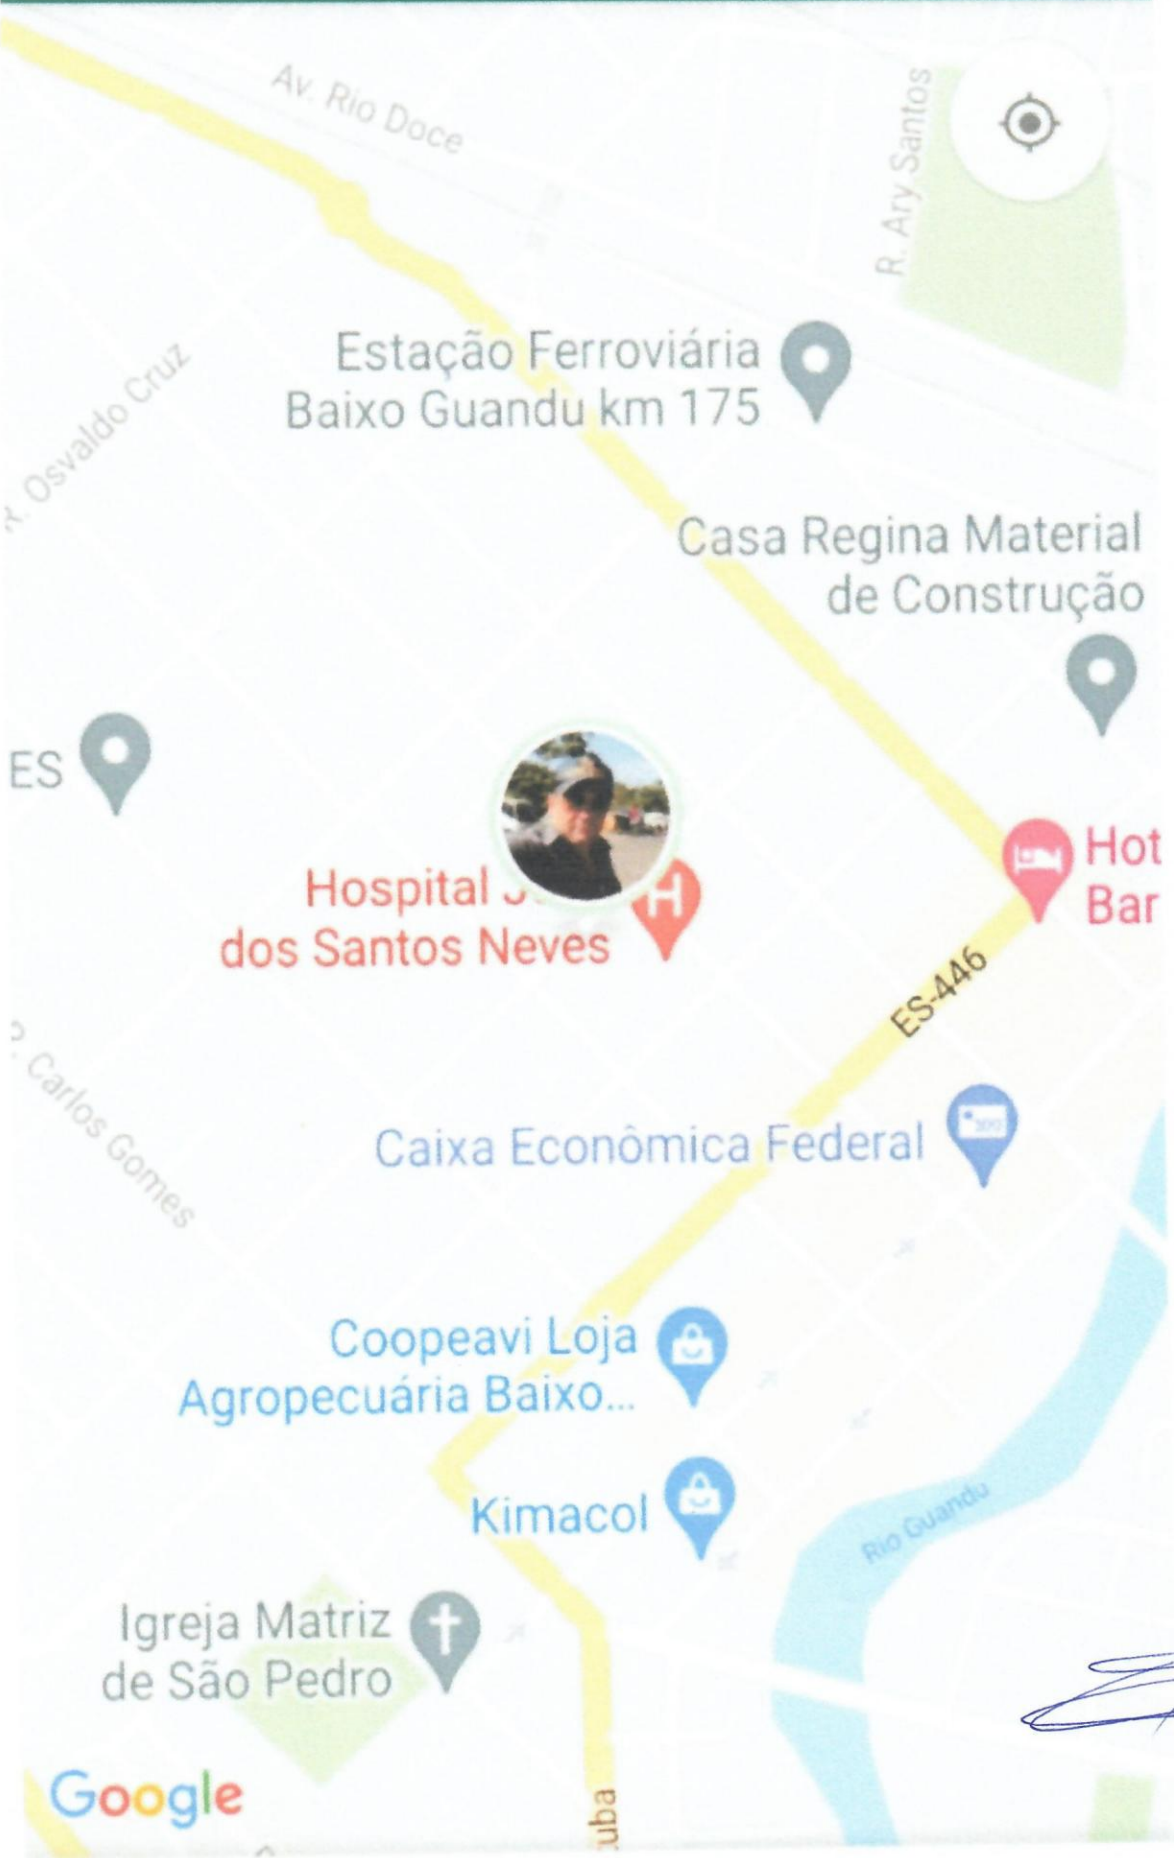 Av. Rio Doce
R. Ary Santos
Estação Ferroviária
Baixo Guandu km 175
R. Osvaldo Cruz
Casa Regina Material
de Construção
ES
Hot
Bar
Hospital
dos Santos Neves
ES-446
R. Carlos Gomes
Caixa Econômica Federal
Coopeavi Loja
Agropecuária Baixo...
Kimacol
Rio Guandu
Igreja Matriz
de São Pedro
Google
uba